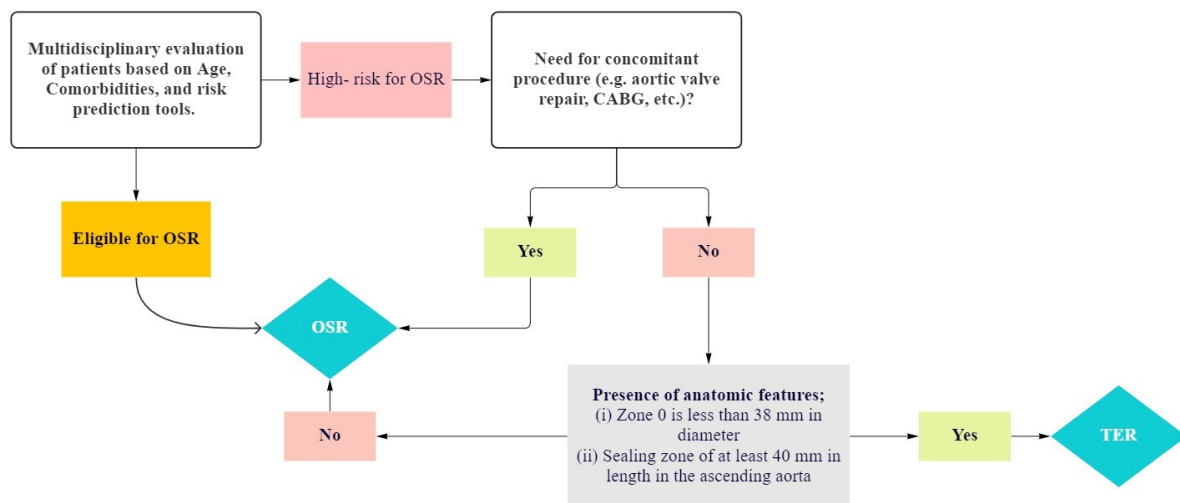 Multidisciplinary evaluation
of patients based on Age,
Comorbidities, and risk
prediction tools.
High- risk for OSR
Need for concomitant
procedure (e.g. aortic valve
repair, CABG, etc.)?
Eligible for OSR
Yes
No
OSR
Presence of anatomic features;
(i) Zone 0 is less than 38 mm in
diameter
(ii) Sealing zone of at least 40 mm in
length in the ascending aorta
No
Yes
TER